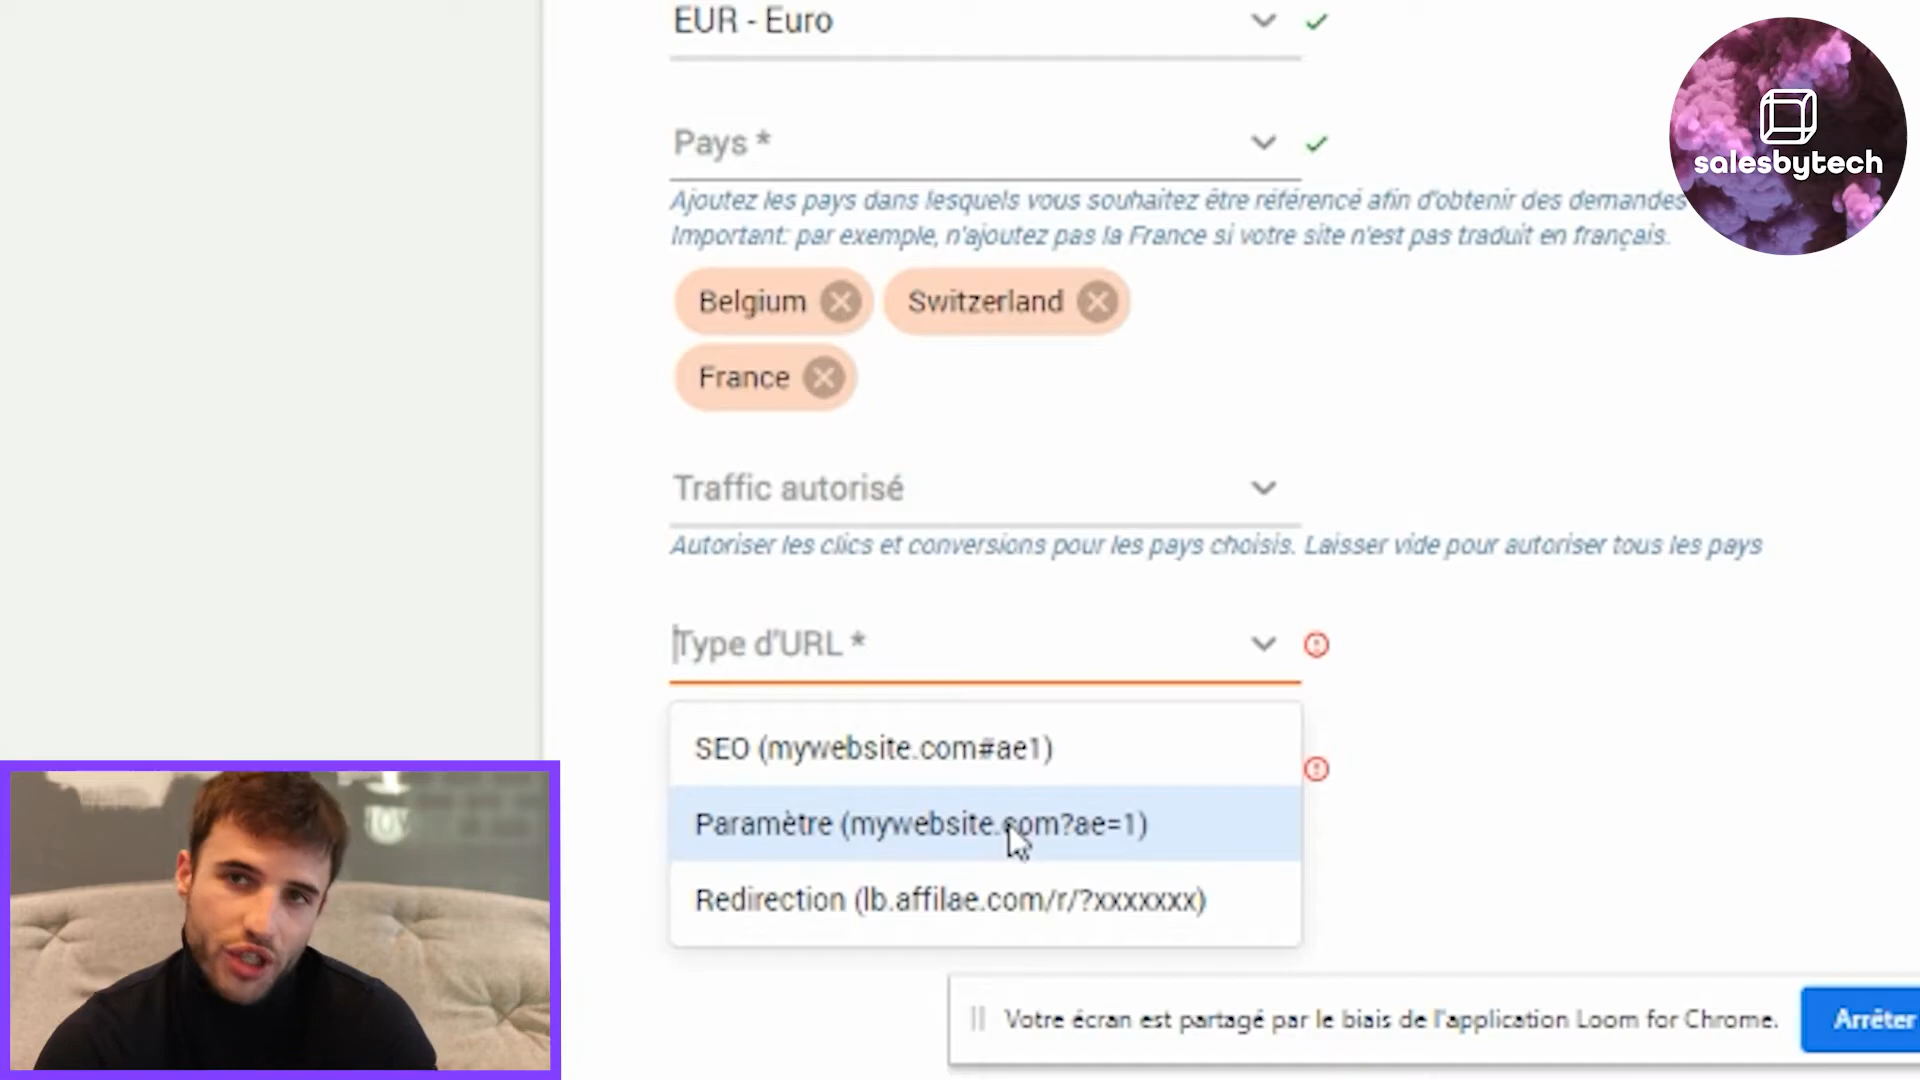 EUR - Euro
Pays *
Ajoutez les pays dans lesquels vous souhaitez être référencé afin d'obtenir des demandes
Important: par exemple, n'ajoutez pas la France si votre site n'est pas traduit en français.
Belgium
Switzerland
France
Traffic autorisé
Autoriser les clics et conversions pour les pays choisis. Laisser vide pour autoriser tous les pays
Type d'URL *
SEO (mywebsite.com#ae1)
Paramètre (mywebsite.com?ae=1)
Redirection (lb.affilae.com/r/?xxxxxxx)
Votre écran est partagé par le biais de l'application Loom for Chrome.
Arrêter
salesbytech